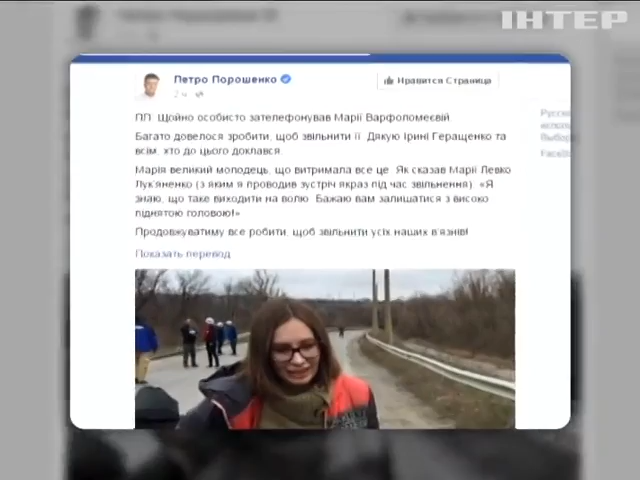 ІНТЕР
Петро Порошенко
Нравится Страница
2 ч.
ПП. Щойно особисто зателефонував Марії Варфоломеєвій.
Багато довелося зробити, щоб звільнити її. Дякую Ірині Геращенко та
всім, хто до цього доклався.
Марія великий молодець, що витримала все це. Як сказав Марії Левко
Лук'яненко (з яким я проводив зустріч якраз під час звільнення): «Я
знаю, що таке виходити на волю. Бажаю вам залишатися з високо
піднятою головою!»
Продовжуватиму все робити, щоб звільнити усіх наших в'язнів!
Показать перевод